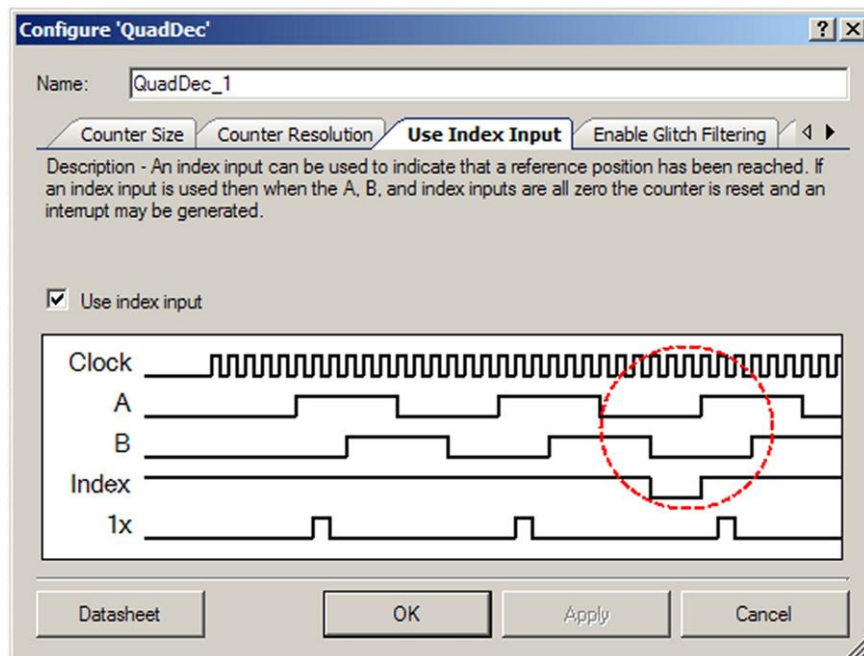 Configure 'QuadDec'
Name: QuadDec_1
Counter Size Counter Resolution Use Index Input Enable Glitch Filtering
Description - An index input can be used to indicate that a reference position has been reached. If
an index input is used then when the A, B, and index inputs are all zero the counter is reset and an
interrupt may be generated.
Use index input
Clock
A
B
Index
1x
Datasheet OK Apply Cancel